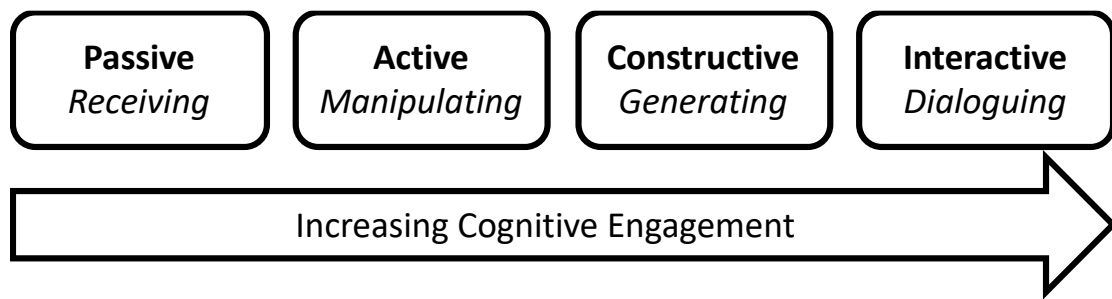 Passive
Receiving
Active
Manipulating
Constructive
Generating
Interactive
Dialoguing
Increasing Cognitive Engagement